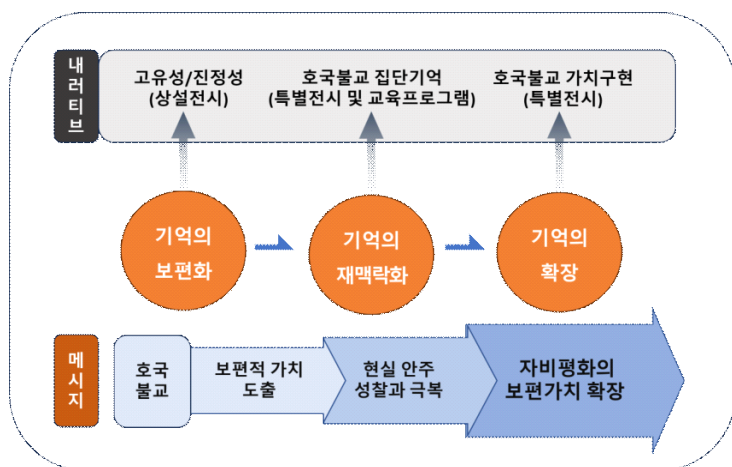 내러티브
고유성/진정성
(상설전시)
호국불교 집단기억
(특별전시 및 교육프로그램)
호국불교 가치구현
(특별전시)
기억의
보편화
기억의
재맥락화
기억의
확장
메시지
호국
불교
보편적 가치
도출
현실 안주
성찰과 극복
자비평화의
보편가치 확장